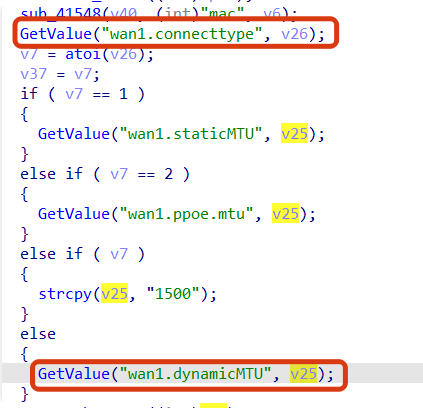 sub_41548(v40, (int)"mac", v6);
GetValue("wan1.connecttype", v26);
v7 = atoi(v26);
v37 = v7;
if ( v7 == 1 )
{
GetValue("wan1.staticMTU", v25);
}
else if ( v7 == 2 )
{
GetValue("wan1.ppoe.mtu", v25);
}
else if ( v7 )
{
strcpy(v25, "1500");
}
else
{
GetValue("wan1.dynamicMTU", v25);
}